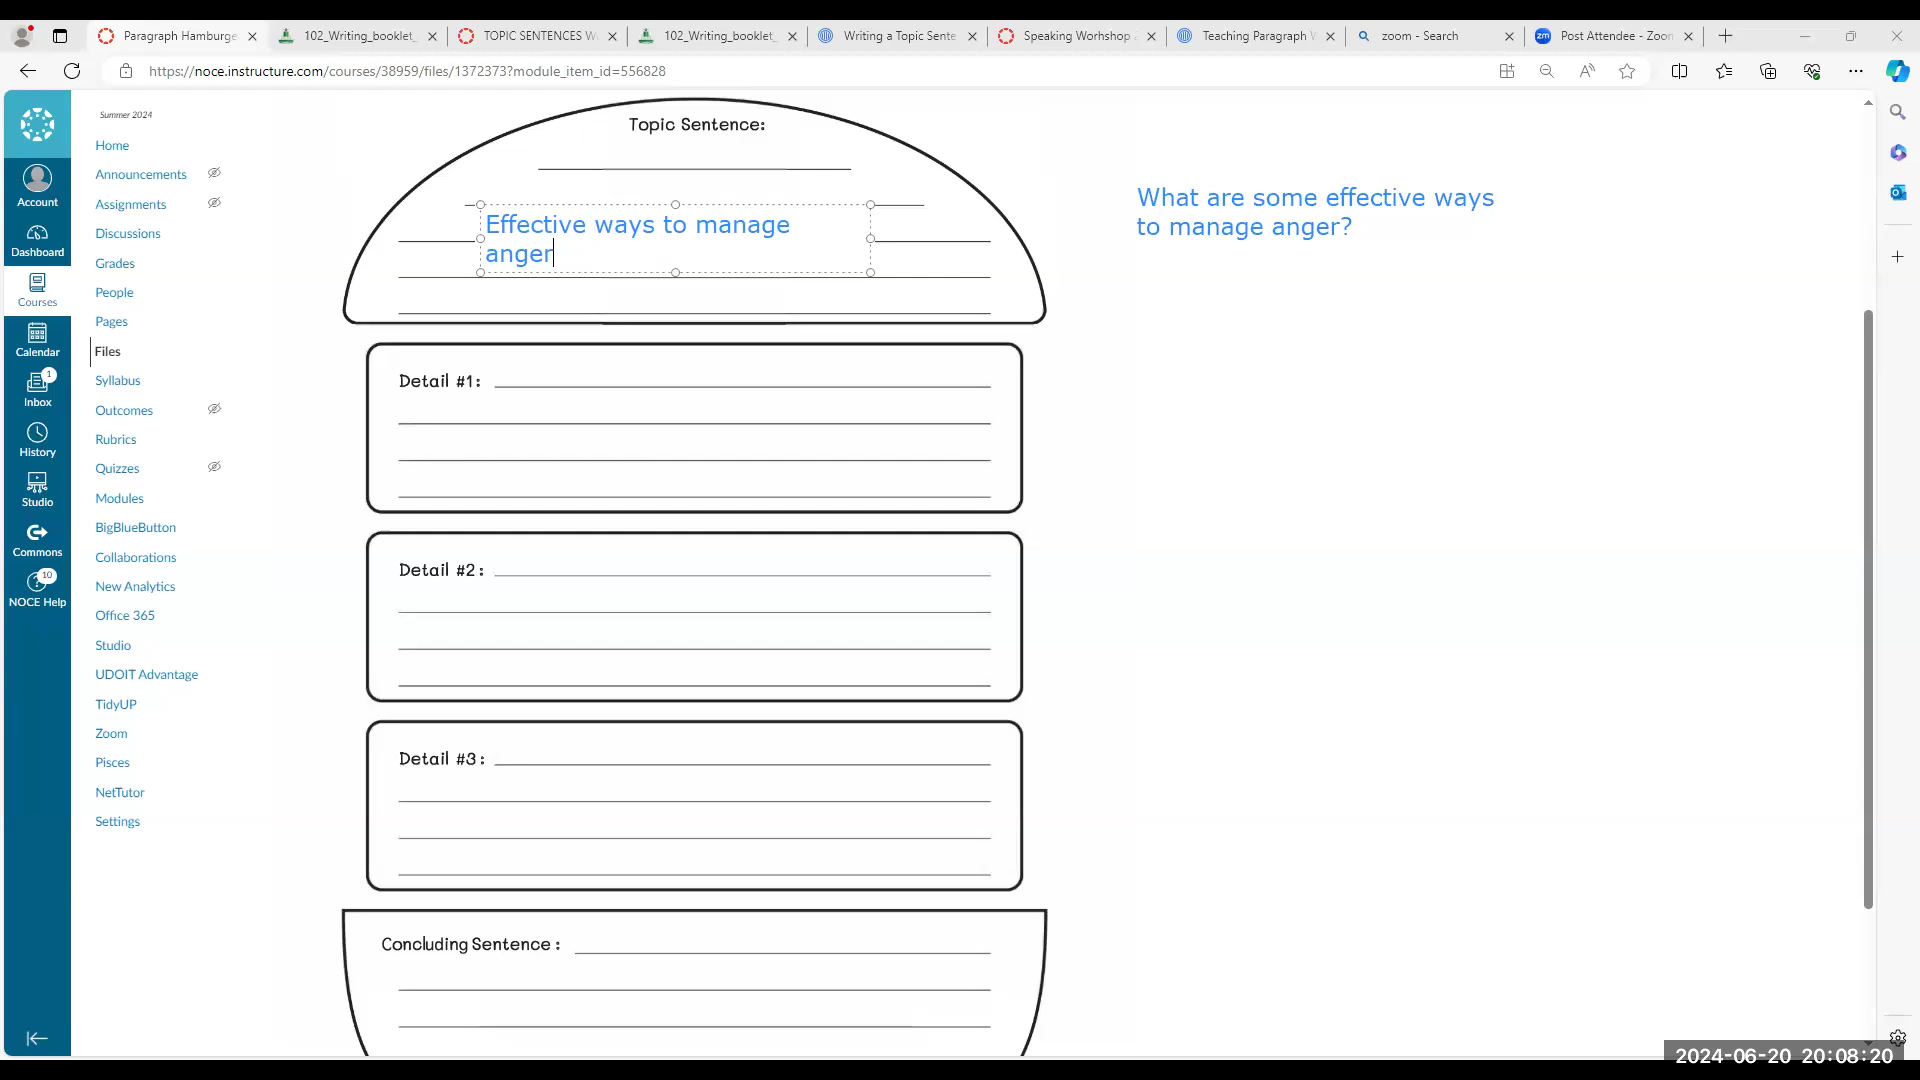 Paragraph Hamburge
102_Writing_booklet_
TOPIC SENTENCES W
102_Writing_booklet_
Writing a Topic Sente
Speaking Worhshop
Teaching Paragraph
zoom - Search
Post Attendee - Zoom
https://noce.instructure.com/courses/38959/files/1372373?module_item_id=556828
Account
Dashboard
Courses
Calendar
1
Inbox
History
Studio
Commons
10
NOCE Help
Summer 2024
Home
Announcements
Assignments
Discussions
Grades
People
Pages
Files
Syllabus
Outcomes
Rubrics
Quizzes
Modules
BigBlueButton
Collaborations
New Analytics
Office 365
Studio
UDOIT Advantage
TidyUP
Zoom
Pisces
NetTutor
Settings
Topic Sentence:
Effective ways to manage
anger
What are some effective ways
to manage anger?
Detail #1:
Detail #2:
Detail #3:
Concluding Sentence :
2024-06-20 20:08:20